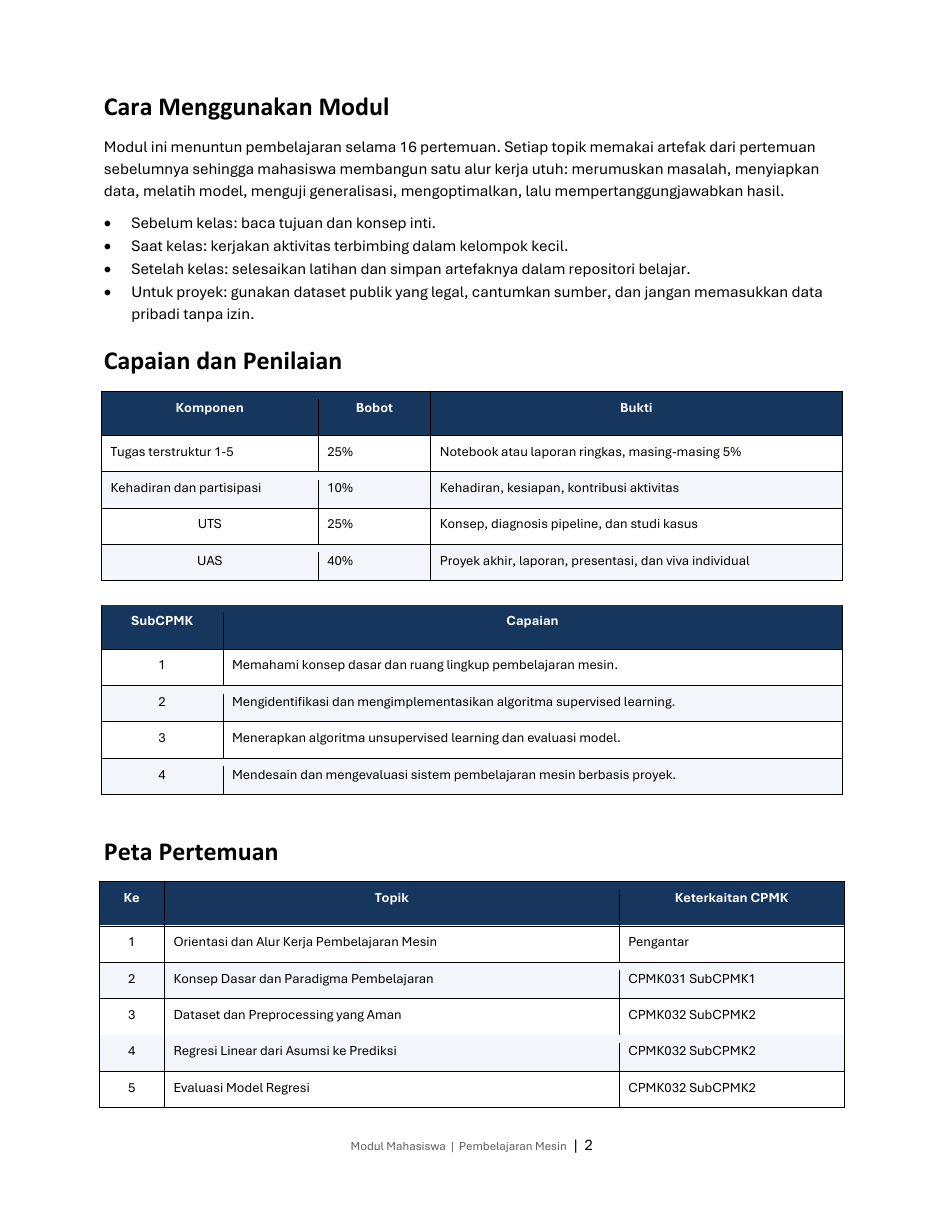 Cara Menggunakan Modul
Modul ini menuntun pembelajaran selama 16 pertemuan. Setiap topik memakai artefak dari pertemuan
sebelumnya sehingga mahasiswa membangun satu alur kerja utuh: merumuskan masalah, menyiapkan
data, melatih model, menguji generalisasi, mengoptimalkan, lalu mempertanggungjawabkan hasil.
• Sebelum kelas: baca tujuan dan konsep inti.
• Saat kelas: kerjakan aktivitas terbimbing dalam kelompok kecil.
• Setelah kelas: selesaikan latihan dan simpan artefaknya dalam repositori belajar.
• Untuk proyek: gunakan dataset publik yang legal, cantumkan sumber, dan jangan memasukkan data
pribadi tanpa izin.
Capaian dan Penilaian
Komponen Bobot Bukti
Tugas terstruktur 1-5 25% Notebook atau laporan ringkas, masing-masing 5%
Kehadiran dan partisipasi 10% Kehadiran, kesiapan, kontribusi aktivitas
UTS 25% Konsep, diagnosis pipeline, dan studi kasus
UAS 40% Proyek akhir, laporan, presentasi, dan viva individual
SubCPMK Capaian
1 Memahami konsep dasar dan ruang lingkup pembelajaran mesin.
2 Mengidentifikasi dan mengimplementasikan algoritma supervised learning.
3 Menerapkan algoritma unsupervised learning dan evaluasi model.
4 Mendesain dan mengevaluasi sistem pembelajaran mesin berbasis proyek.
Peta Pertemuan
Ke Topik Keterkaitan CPMK
1 Orientasi dan Alur Kerja Pembelajaran Mesin Pengantar
2 Konsep Dasar dan Paradigma Pembelajaran CPMK031 SubCPMK1
3 Dataset dan Preprocessing yang Aman CPMK032 SubCPMK2
4 Regresi Linear dari Asumsi ke Prediksi CPMK032 SubCPMK2
5 Evaluasi Model Regresi CPMK032 SubCPMK2
Modul Mahasiswa | Pembelajaran Mesin | 2